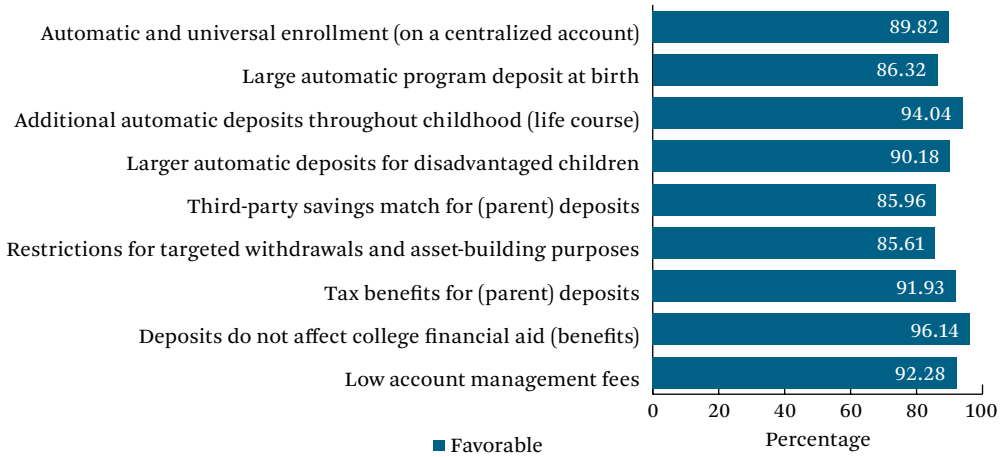 Automatic and universal enrollment (on a centralized account) 89.82
Large automatic program deposit at birth 86.32
Additional automatic deposits throughout childhood (life course) 94.04
Larger automatic deposits for disadvantaged children 90.18
Third-party savings match for (parent) deposits 85.96
Restrictions for targeted withdrawals and asset-building purposes 85.61
Tax benefits for (parent) deposits 91.93
Deposits do not affect college financial aid (benefits) 96.14
Low account management fees 92.28
0 20 40 60 80 100
Percentage
Favorable